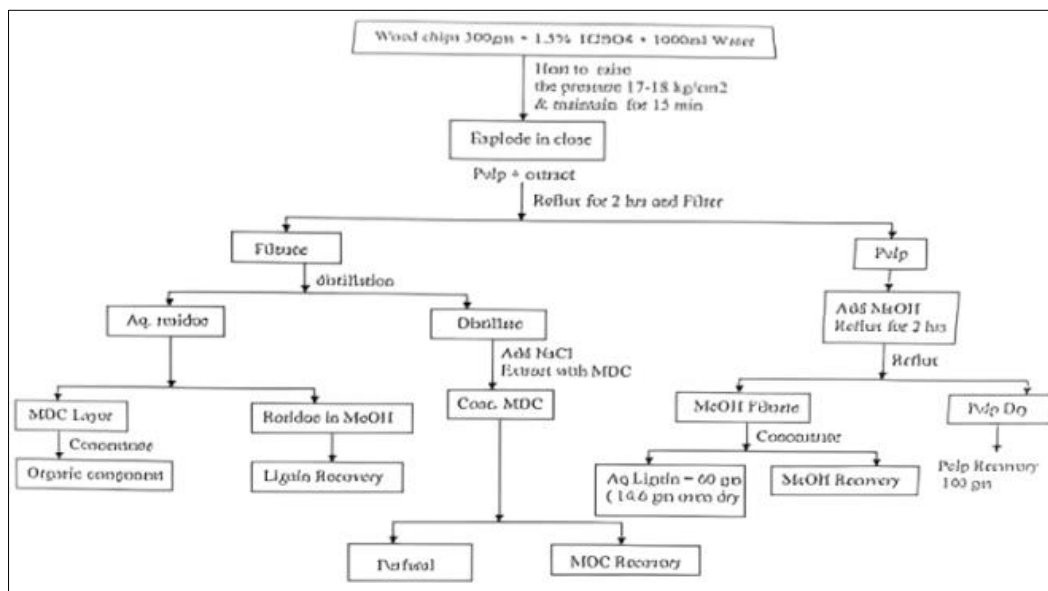 Wood chips 300gm + 1.5% H2SO4 + 1000ml Water
Heat to raise
the pressure 17-18 kg/cm2
& maintain for 15 min
Explode in close
Pulp + extract
Reflux for 2 hrs and Filter
Filtrate
Pulp
distillation
Add MeOH
Reflux for 2 hrs
Aq. residue
Distillate
Add NaCl
Extract with MDC
Reflux
MDC Layer
Residue in MeOH
Conc. MDC
MeOH Filtrate
Pulp
Concentrate
Concentrate
Organic component
Lignin Recovery
Aq Lignin = 60 gm
oven dry
MeOH Recovery
Pulp Recovery
100 gm
Furfural
MDC Recovery